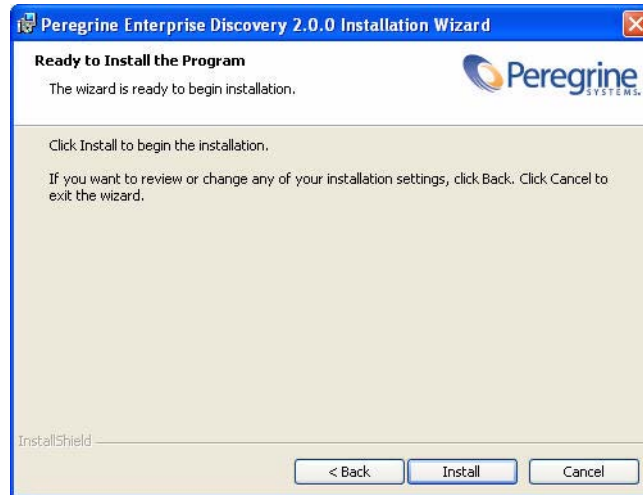 Peregrine Enterprise Discovery 2.0.0 Installation Wizard
Ready to Install the Program
The wizard is ready to begin installation.
Peregrine
SYSTEMS
Click Install to begin the installation.
If you want to review or change any of your installation settings, click Back. Click Cancel to
exit the wizard.
InstallShield
< Back
Install
Cancel